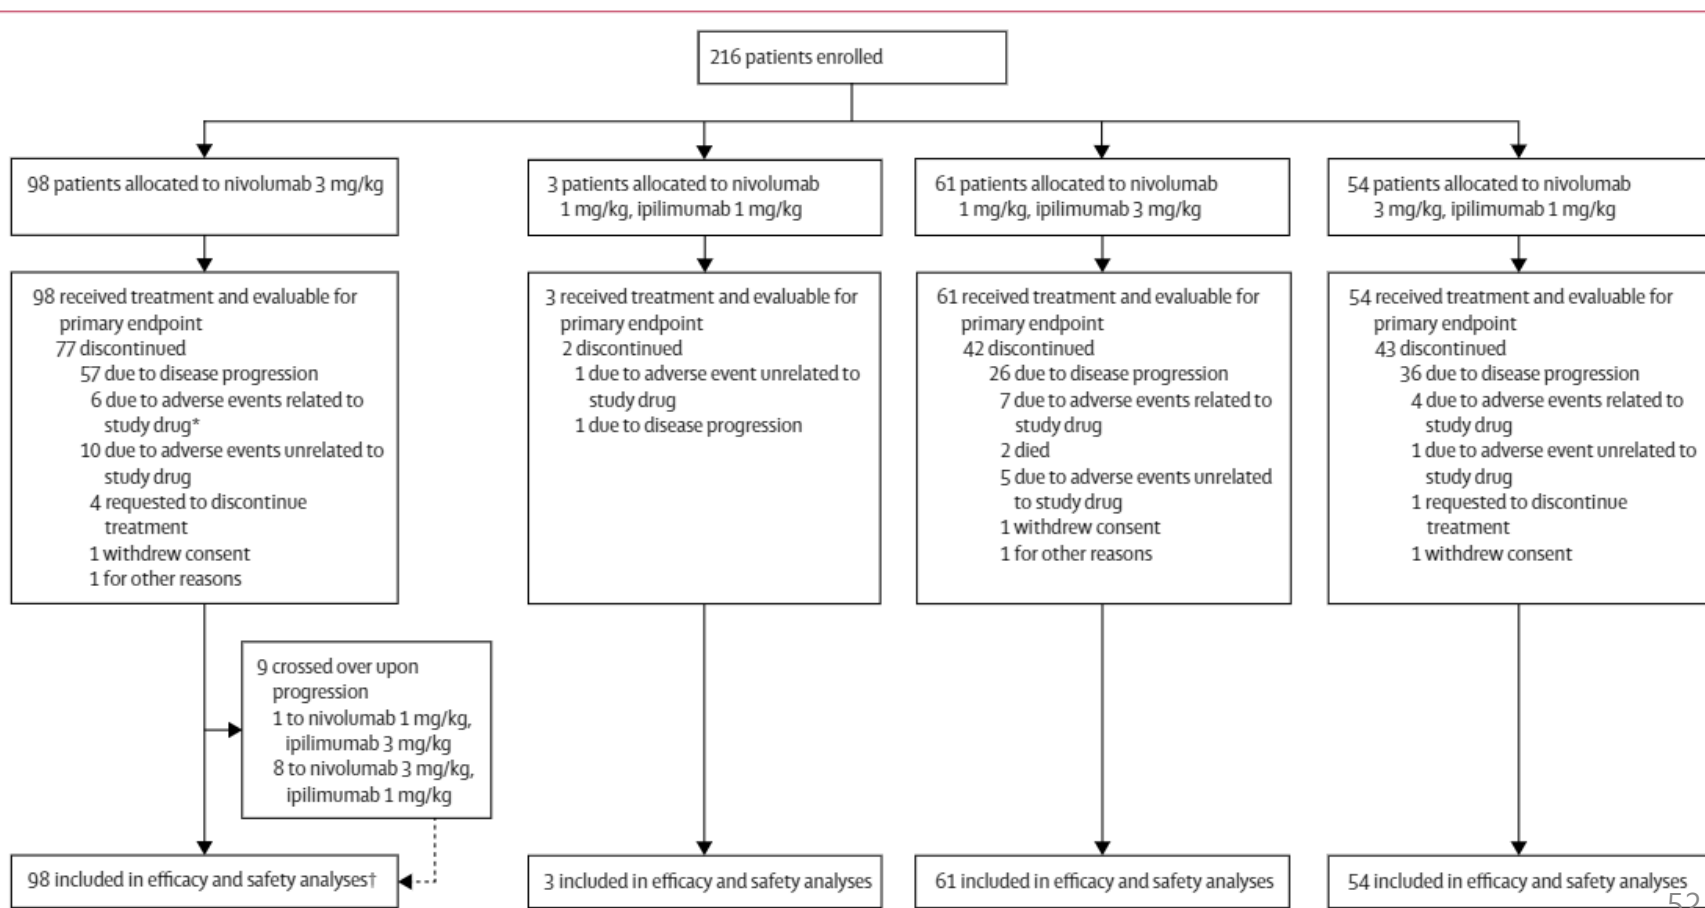 216 patients enrolled
98 patients allocated to nivolumab 3 mg/kg
3 patients allocated to nivolumab
1 mg/kg, ipilimumab 1 mg/kg
61 patients allocated to nivolumab
1 mg/kg, ipilimumab 3 mg/kg
54 patients allocated to nivolumab
3 mg/kg, ipilimumab 1 mg/kg
98 received treatment and evaluable for
primary endpoint
77 discontinued
57 due to disease progression
6 due to adverse events related to
study drug*
10 due to adverse events unrelated to
study drug
4 requested to discontinue
treatment
1 withdrew consent
1 for other reasons
3 received treatment and evaluable for
primary endpoint
2 discontinued
1 due to adverse event unrelated to
study drug
1 due to disease progression
61 received treatment and evaluable for
primary endpoint
42 discontinued
26 due to disease progression
7 due to adverse events related to
study drug
2 died
5 due to adverse events unrelated
to study drug
1 withdrew consent
1 for other reasons
54 received treatment and evaluable for
primary endpoint
43 discontinued
36 due to disease progression
4 due to adverse events related to
study drug
1 due to adverse event unrelated to
study drug
1 requested to discontinue
treatment
1 withdrew consent
9 crossed over upon
progression
1 to nivolumab 1 mg/kg,
ipilimumab 3 mg/kg
8 to nivolumab 3 mg/kg,
ipilimumab 1 mg/kg
98 included in efficacy and safety analyses†
3 included in efficacy and safety analyses
61 included in efficacy and safety analyses
54 included in efficacy and safety analyses